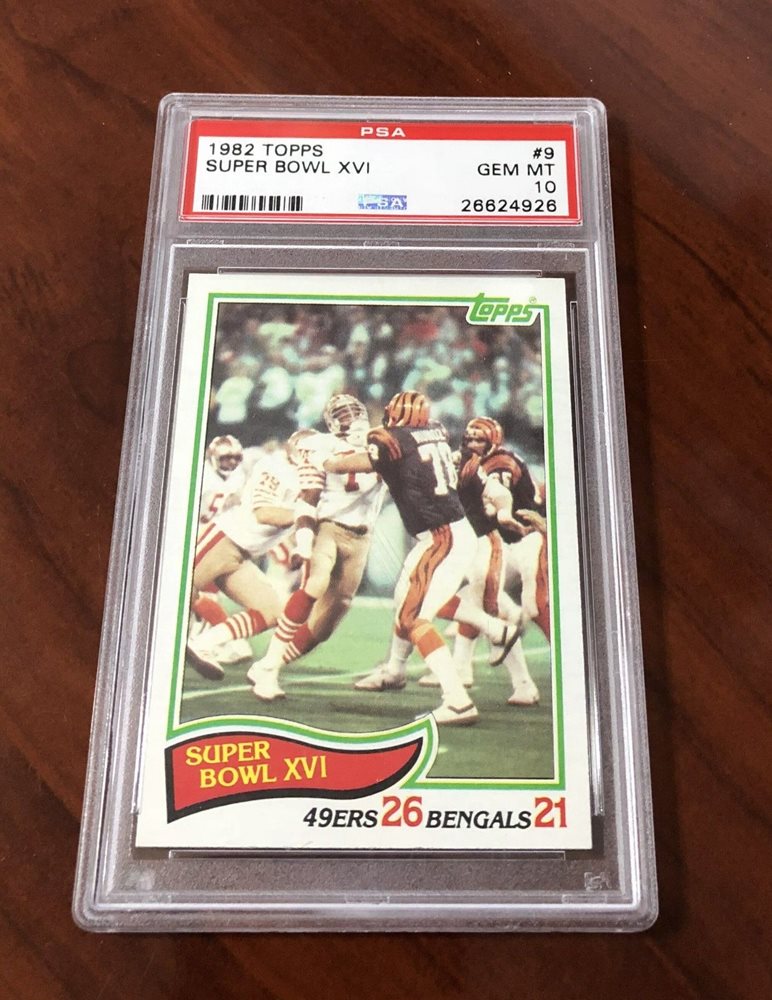 PSA
1982 TOPPS #9
SUPER BOWL XVI GEM MT
10
PSA 26624926
TOPPS
78
SUPER
BOWL XVI
49ERS 26 BENGALS 21